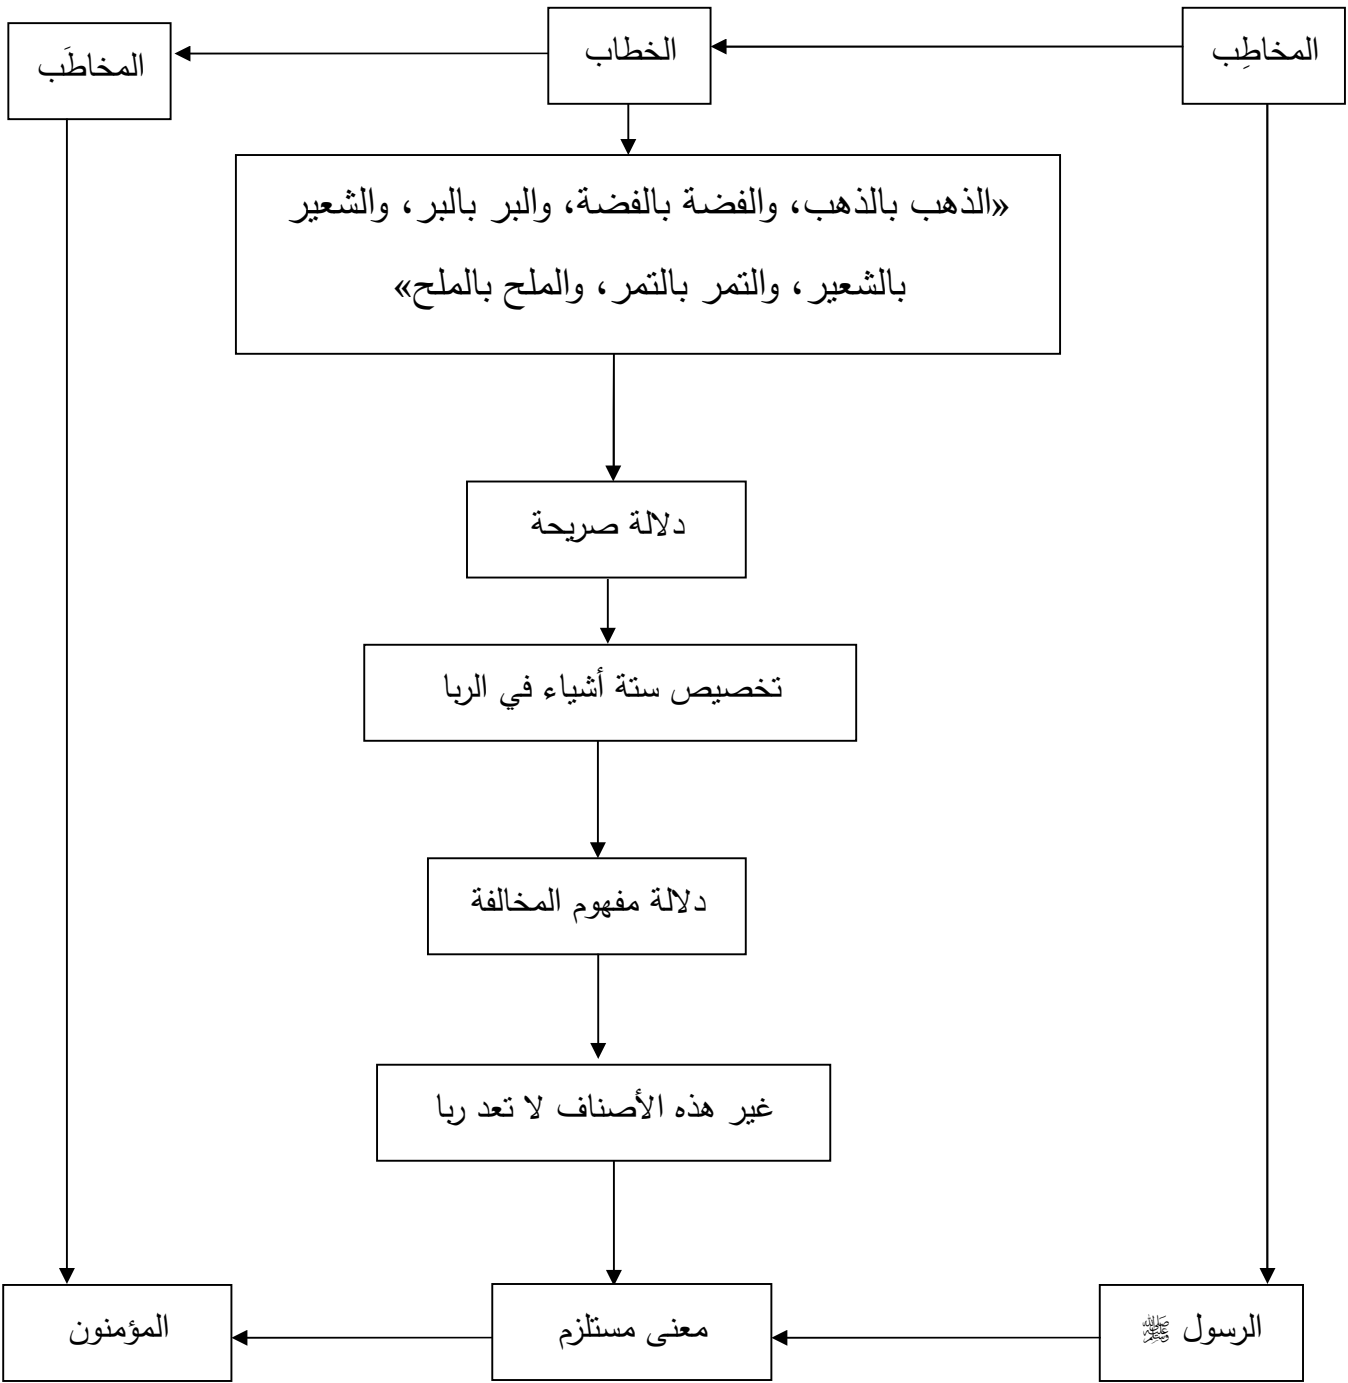 المخاطِب
الخطاب
المخاطَب
«الذهب بالذهب، والفضة بالفضة، والبر بالبر، والشعير
بالشعير، والتمر بالتمر، والملح بالملح»
دلالة صريحة
تخصيص ستة أشياء في الربا
دلالة مفهوم المخالفة
غير هذه الأصناف لا تعد ربا
الرسول ﷺ
معنى مستلزم
المؤمنون